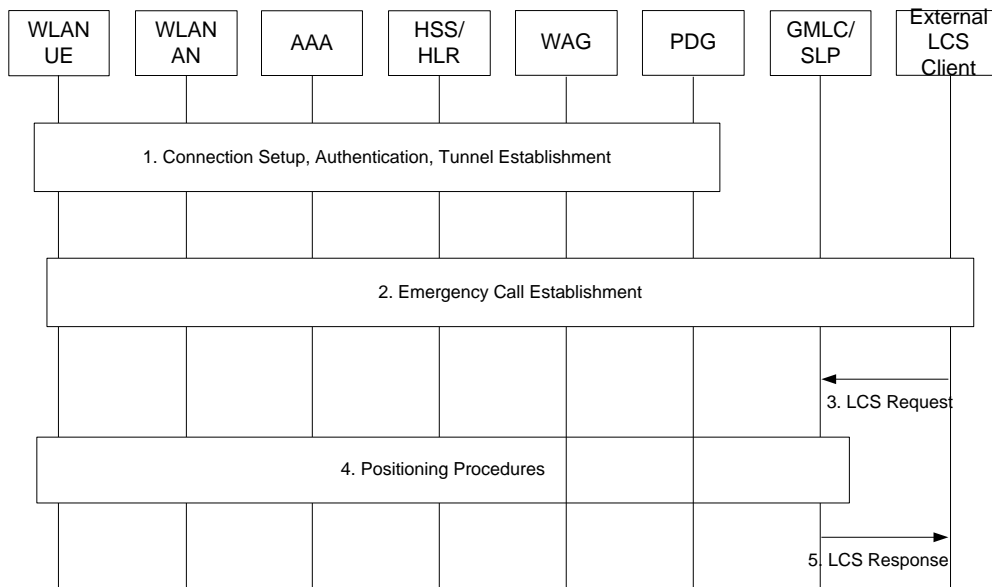 WLAN
UE
WLAN
AN
AAA
HSS/
HLR
WAG
PDG
GMLC/
SLP
External
LCS
Client
1. Connection Setup, Authentication, Tunnel Establishment
2. Emergency Call Establishment
3. LCS Request
4. Positioning Procedures
5. LCS Response